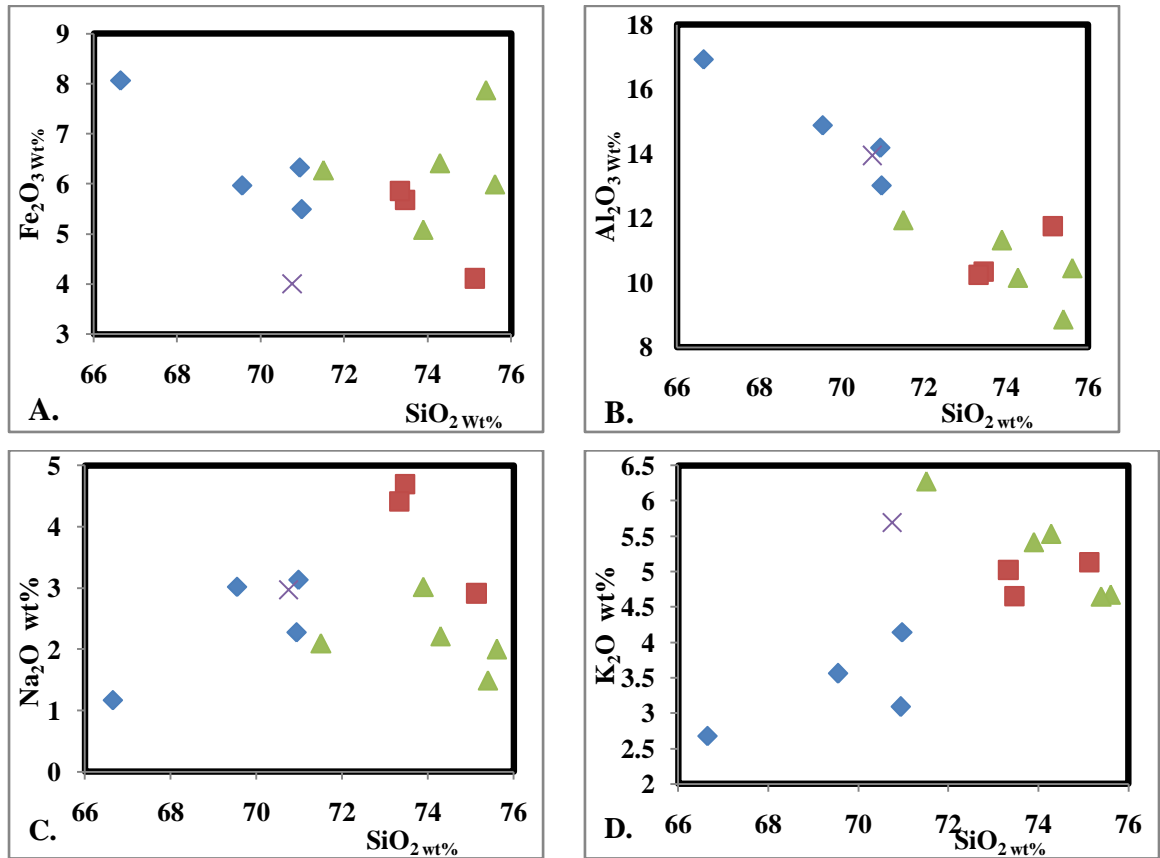 9
8
7
6
5
4
3
Fe₂O₃ Wt%
66 68 70 72 74 76
A.
SiO₂ Wt%
18
16
14
12
10
8
Al₂O₃ Wt%
66 68 70 72 74 76
B.
SiO₂ wt%
5
4
3
2
1
0
Na₂O wt%
66 68 70 72 74 76
C.
SiO₂ wt%
6.5
6
5.5
5
4.5
4
3.5
3
2.5
2
K₂O wt%
66 68 70 72 74 76
D.
SiO₂ wt%